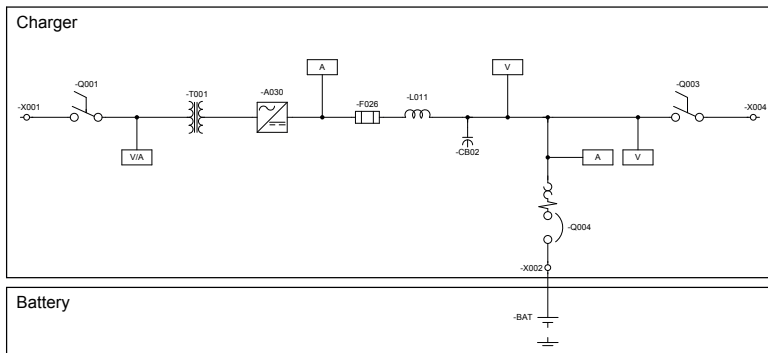 Charger
A
V
-Q001
-T001
-A030
-L011
-Q003
-X001
-F026
-X004
V/A
-CB02
A
V
-Q004
-X002
Battery
-BAT